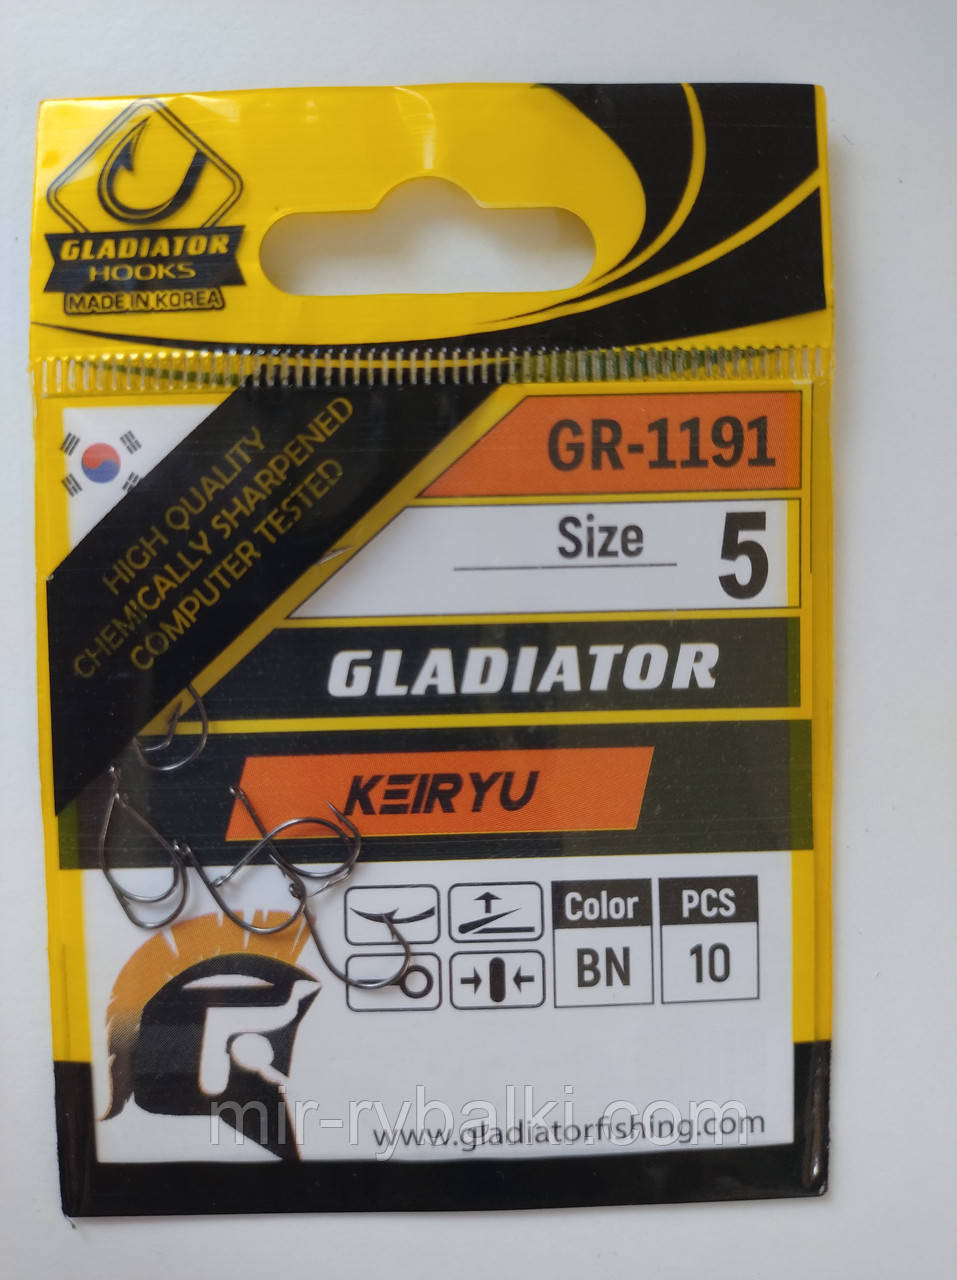 GLADIATOR
HOOKS
MADE IN KOREA
HIGH QUALITY
CHEMICALLY SHARPENED
COMPUTER TESTED
GR-1191
Size 5
GLADIATOR
KEIRYU
Color PCS
BN 10
mir-rybalki.com
www.gladiatorfishing.com